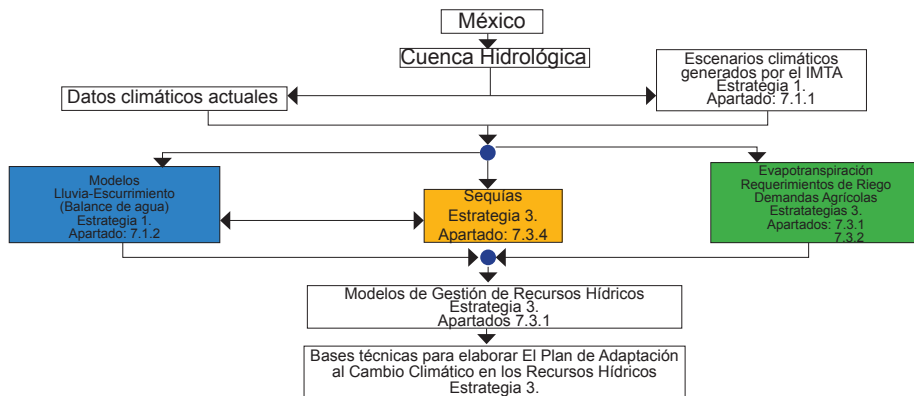 México
Cuenca Hidrológica
Escenarios climáticos
generados por el IMTA
Estrategia 1.
Apartado: 7.1.1
Datos climáticos actuales
Modelos
Lluvia-Escurrimiento
(Balance de agua)
Estrategia 1.
Apartado: 7.1.2
Sequías
Estrategia 3.
Apartado: 7.3.4
Evapotranspiración
Requerimientos de Riego
Demandas Agrícolas
Estratategias 3.
Apartados: 7.3.1
7.3.2
Modelos de Gestión de Recursos Hídricos
Estrategia 3.
Apartados 7.3.1
Bases técnicas para elaborar El Plan de Adaptación
al Cambio Climático en los Recursos Hídricos
Estrategia 3.